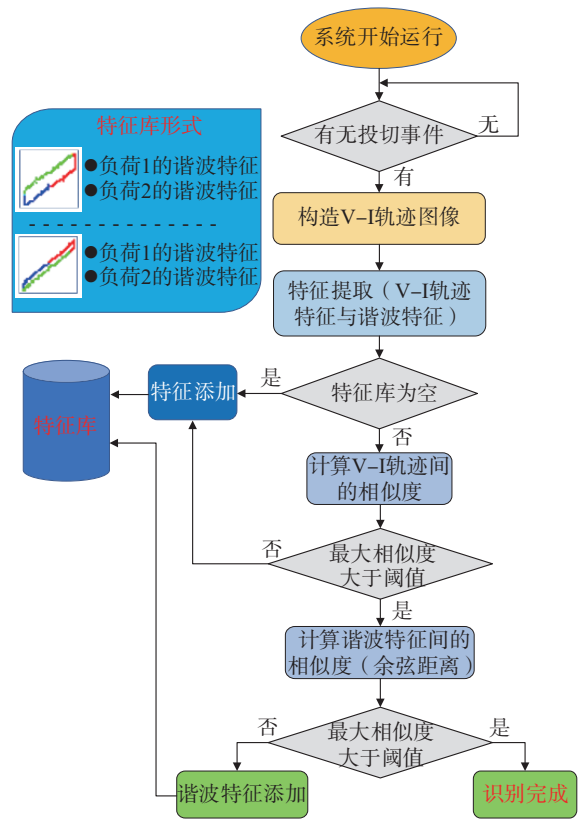 系统开始运行
特征库形式
●负荷1的谐波特征
●负荷2的谐波特征
●负荷1的谐波特征
●负荷2的谐波特征
有无投切事件
无
有
构造V-I轨迹图像
特征提取（V-I轨迹
特征与谐波特征）
特征库为空
是
特征添加
特征库
否
计算V-I轨迹间
的相似度
最大相似度
大于阈值
否
是
计算谐波特征间的
相似度（余弦距离）
最大相似度
大于阈值
否
是
谐波特征添加
识别完成